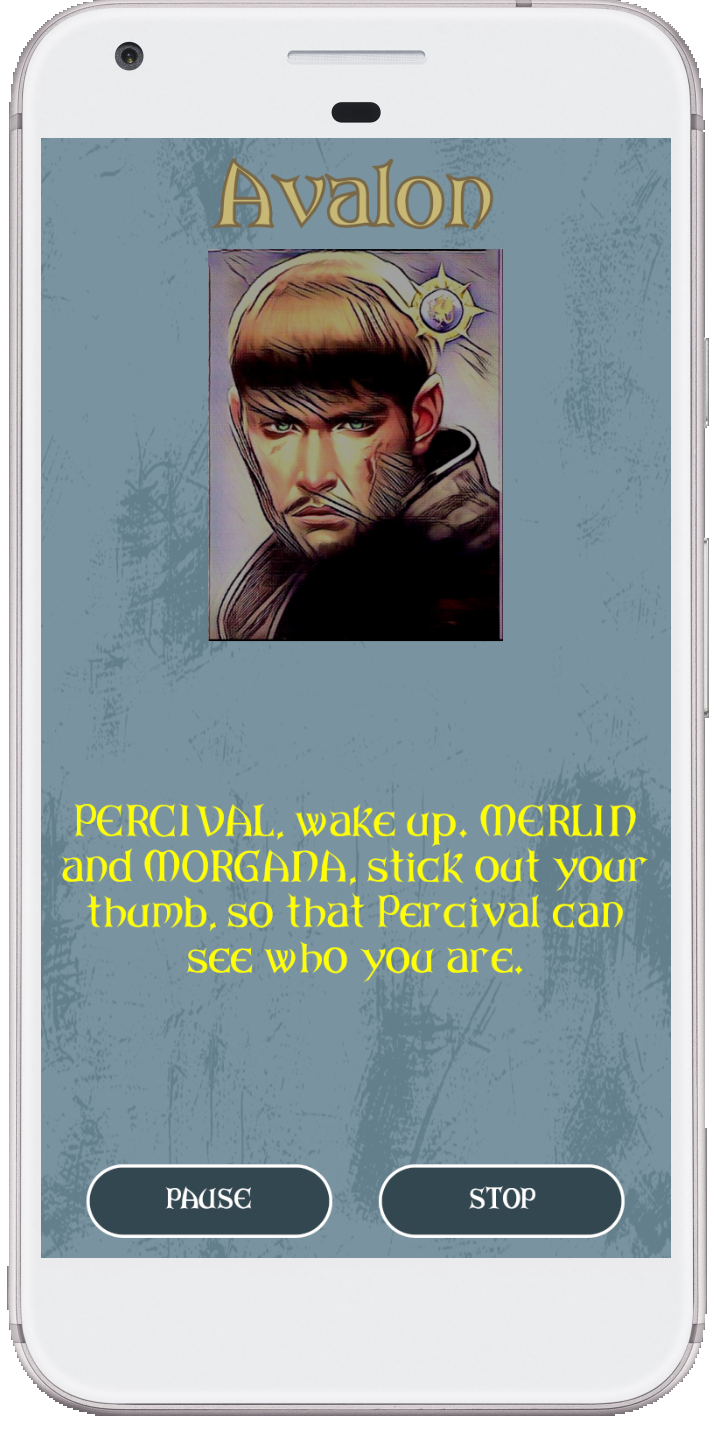 Avalon
PERCIVAL, wake up. MERLIN
and MORGANA, stick out your
thumb, so that Percival can
see who you are.
PAUSE
STOP